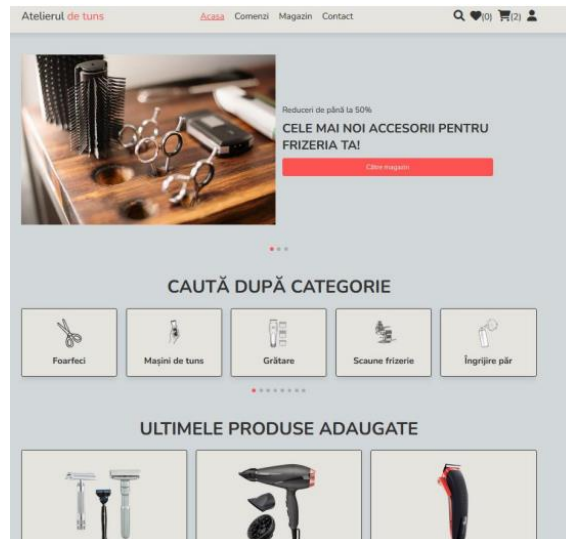 Atelierul de tuns
Acasa Comenzi Magazin Contact
(0) (2)
Reduceri de până la 50%
CELE MAI NOI ACCESORII PENTRU
FRIZERIA TA!
Către magazin
CAUTĂ DUPĂ CATEGORIE
Foarfeci Mașini de tuns Grătare Scaune frizerie Îngrijire păr
ULTIMELE PRODUSE ADAUGATE